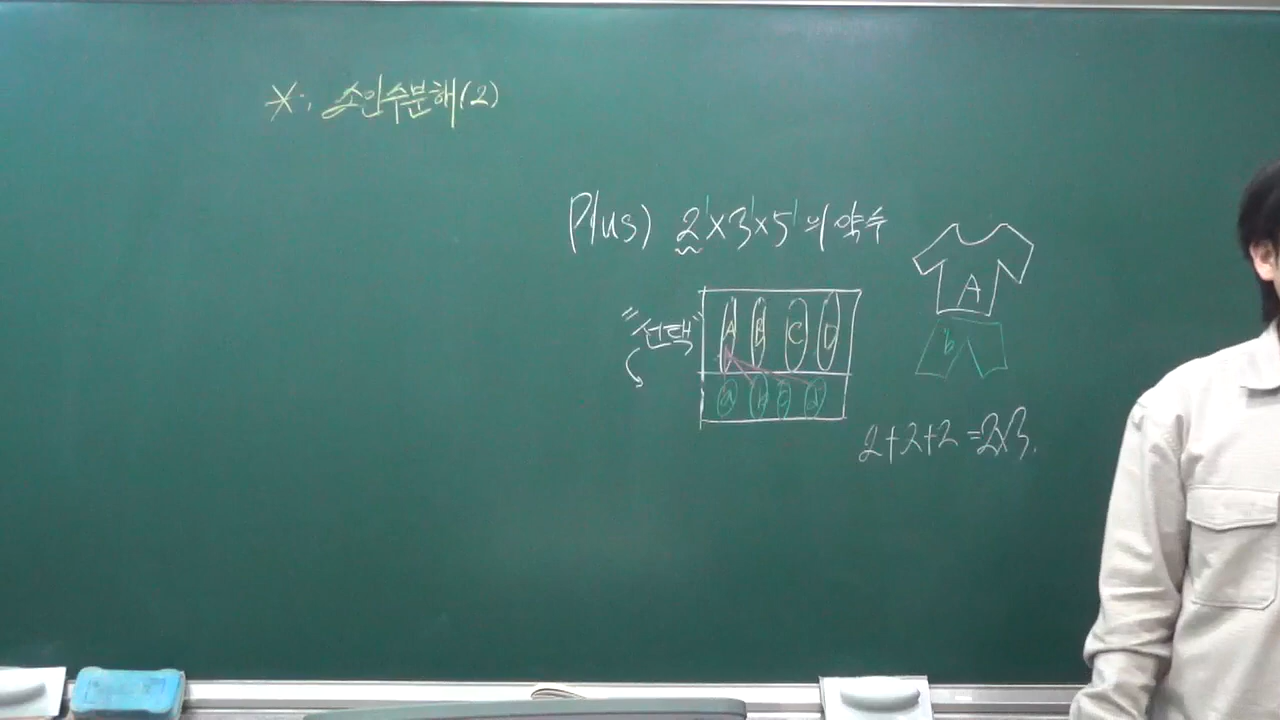 ※. 소인수분해(2)
Plus) 2¹×3¹×5¹의 약수
"선택"
A B C D
a b c d
A
b
2+2+2=2×3.